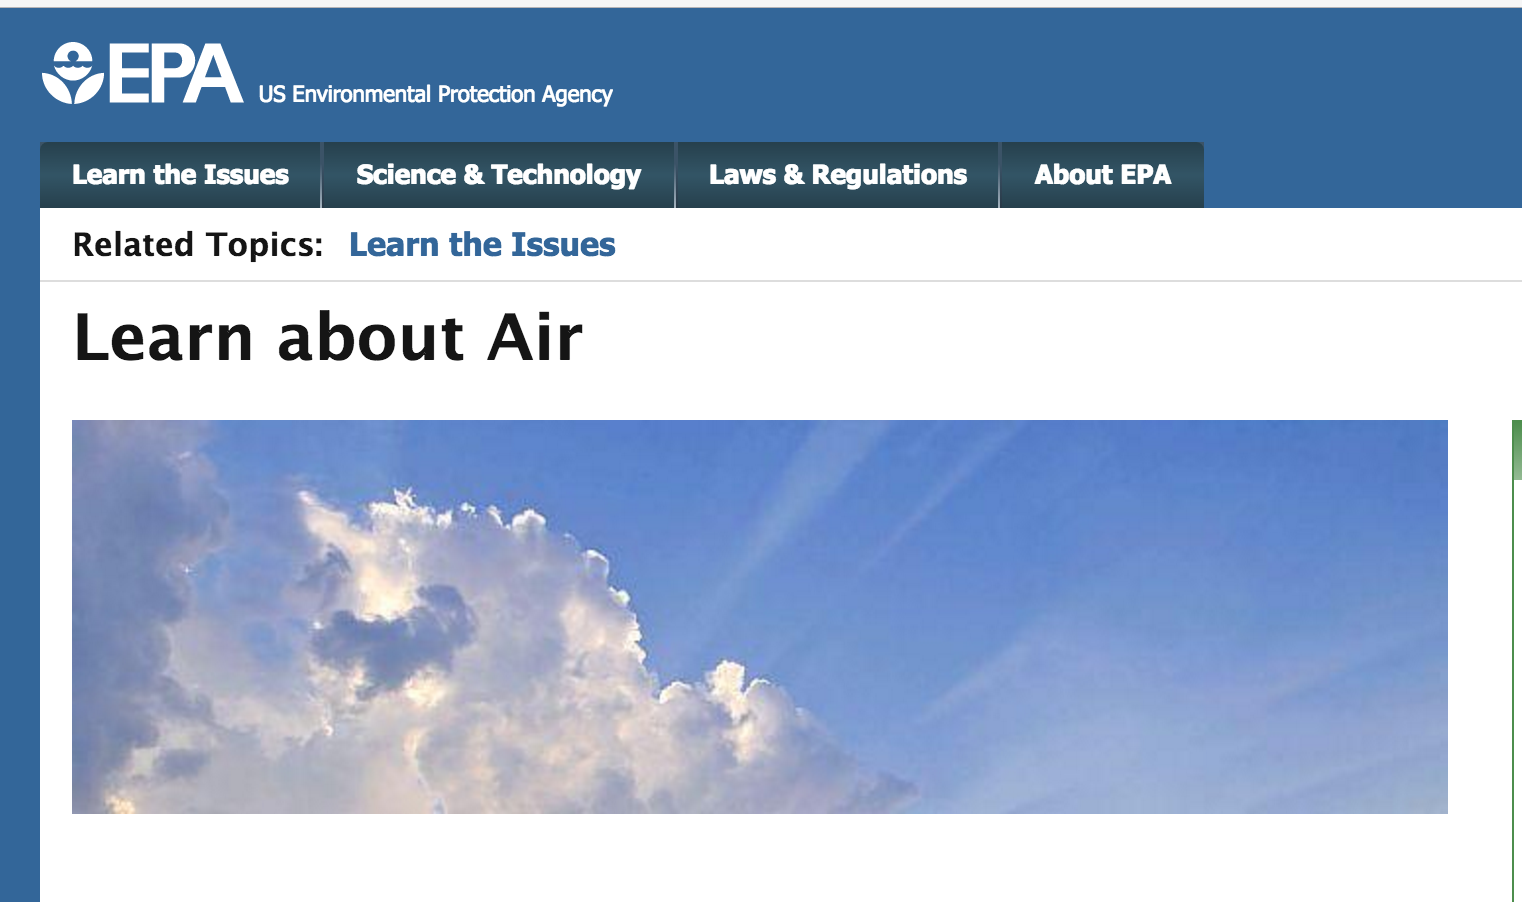 EPA US Environmental Protection Agency
Learn the Issues Science & Technology Laws & Regulations About EPA
Related Topics: Learn the Issues
Learn about Air